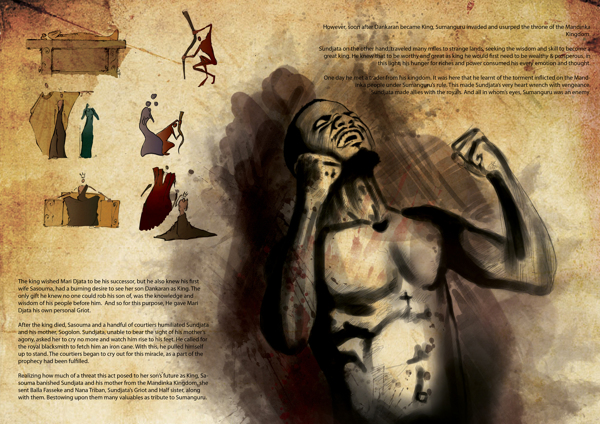 However, soon after Dankaran became King, Sumanguru invaded and usurped the throne of the Mandinka
Kingdom.
Sundjata on the other hand, traveled many miles to strange lands, seeking the wisdom and skill to become a
great king. He knew that to be worthy and great as king he would first need to be wealthy & prosperous, in
this light his hunger for riches and power consumed his every emotion and thought.
One day he met a trader from his kingdom. It was here that he learnt of the torment inflicted on the Mand-
inka people under Sumanguru's rule. This made Sundjata's very heart wrench with vengeance.
Sundjata made allies with the royals. And all in whom's eyes, Sumanguru was an enemy.
The king wished Mari Djata to be his successor, but he also knew his first
wife Sasouma, had a burning desire to see her son Dankaran as King. The
only gift he knew no one could rob his son of, was the knowledge and
wisdom of his people before him. And so for this purpose, He gave Mari
Djata his own personal Griot.
After the king died, Sasouma and a handful of courtiers humiliated Sundjata
and his mother, Sogolon. Sundjata, unable to bear the sight of his mother's
agony, asked her to cry no more and watch him rise to his feet. He called for
the royal blacksmith to fetch him an iron cane. With this, he pulled himself
up to stand. The courtiers began to cry out for this miracle, as a part of the
prophecy had been fulfilled.
Realizing how much of a threat this act posed to her son's future as King, Sa-
souma banished Sundjata and his mother from the Mandinka Kingdom, she
sent Balla Fasseke and Nana Triban, Sundjata's Griot and Half sister, along
with them. Bestowing upon them many valuables as tribute to Sumanguru.